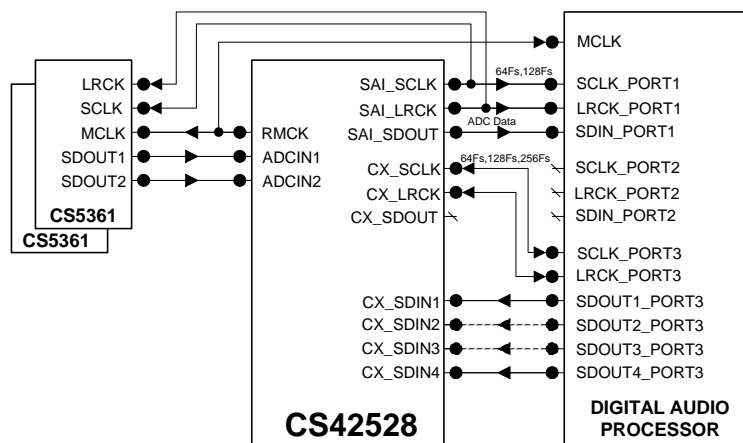 LRCK
SCLK
MCLK
SDOUT1
SDOUT2
CS5361
CS5361
RMCK
ADCIN1
ADCIN2
SAI_SCLK
SAI_LRCK
SAI_SDOUT
CX_SCLK
CX_LRCK
CX_SDOUT
CX_SDIN1
CX_SDIN2
CX_SDIN3
CX_SDIN4
CS42528
64Fs,128Fs
ADC Data
64Fs,128Fs,256Fs
MCLK
SCLK_PORT1
LRCK_PORT1
SDIN_PORT1
SCLK_PORT2
LRCK_PORT2
SDIN_PORT2
SCLK_PORT3
LRCK_PORT3
SDOUT1_PORT3
SDOUT2_PORT3
SDOUT3_PORT3
SDOUT4_PORT3
DIGITAL AUDIO
PROCESSOR